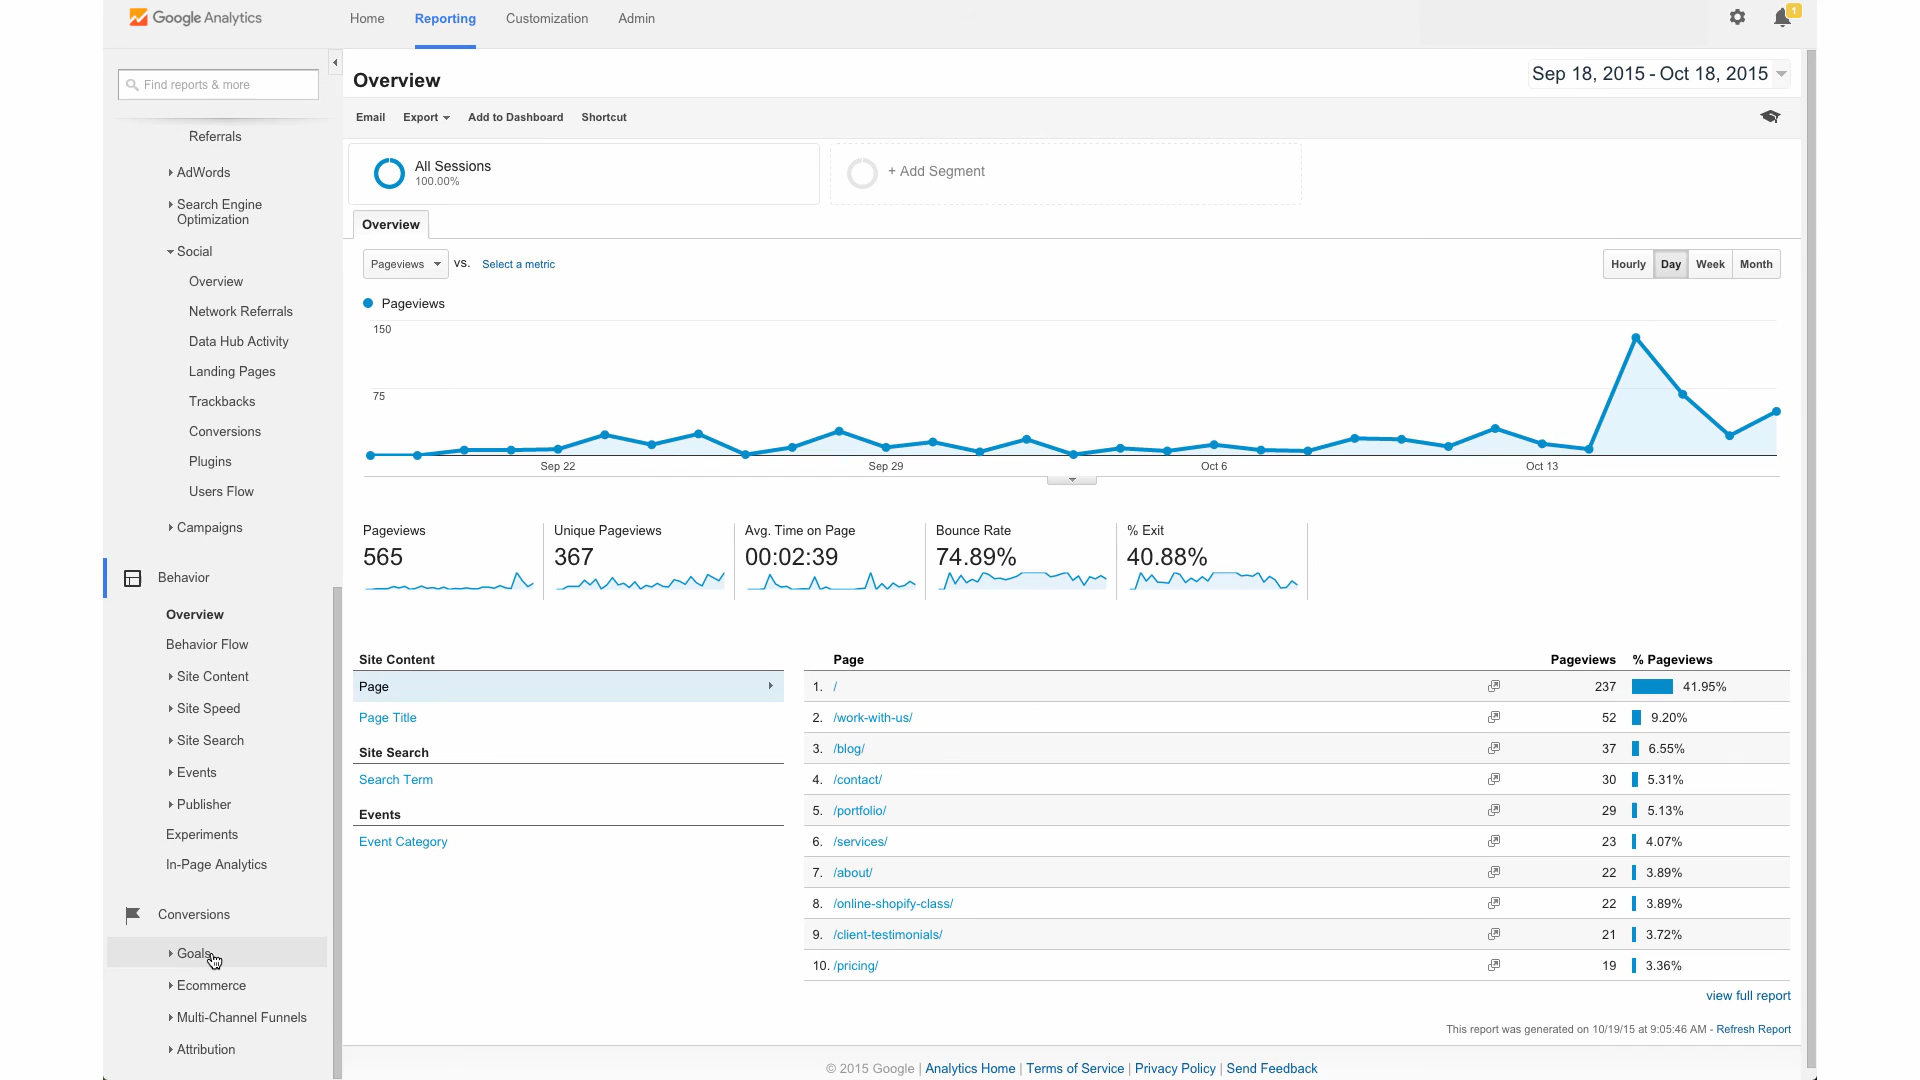 Google Analytics
Home
Reporting
Customization
Admin
1
Find reports & more
Referrals
AdWords
Search Engine
Optimization
Social
Overview
Network Referrals
Data Hub Activity
Landing Pages
Trackbacks
Conversions
Plugins
Users Flow
Campaigns
Behavior
Overview
Behavior Flow
Site Content
Site Speed
Site Search
Events
Publisher
Experiments
In-Page Analytics
Conversions
Goals
Ecommerce
Multi-Channel Funnels
Attribution
Overview
Sep 18, 2015 - Oct 18, 2015
Email
Export
Add to Dashboard
Shortcut
All Sessions
100.00%
+ Add Segment
Overview
Pageviews
vs.
Select a metric
Hourly
Day
Week
Month
Pageviews
150
75
Sep 22
Sep 29
Oct 6
Oct 13
Pageviews
565
Unique Pageviews
367
Avg. Time on Page
00:02:39
Bounce Rate
74.89%
% Exit
40.88%
Site Content
Page
Page Title
Site Search
Search Term
Events
Event Category
Page Pageviews % Pageviews
1. / 237 41.95%
2. /work-with-us/ 52 9.20%
3. /blog/ 37 6.55%
4. /contact/ 30 5.31%
5. /portfolio/ 29 5.13%
6. /services/ 23 4.07%
7. /about/ 22 3.89%
8. /online-shopify-class/ 22 3.89%
9. /client-testimonials/ 21 3.72%
10. /pricing/ 19 3.36%
view full report
This report was generated on 10/19/15 at 9:05:46 AM - Refresh Report
© 2015 Google | Analytics Home | Terms of Service | Privacy Policy | Send Feedback